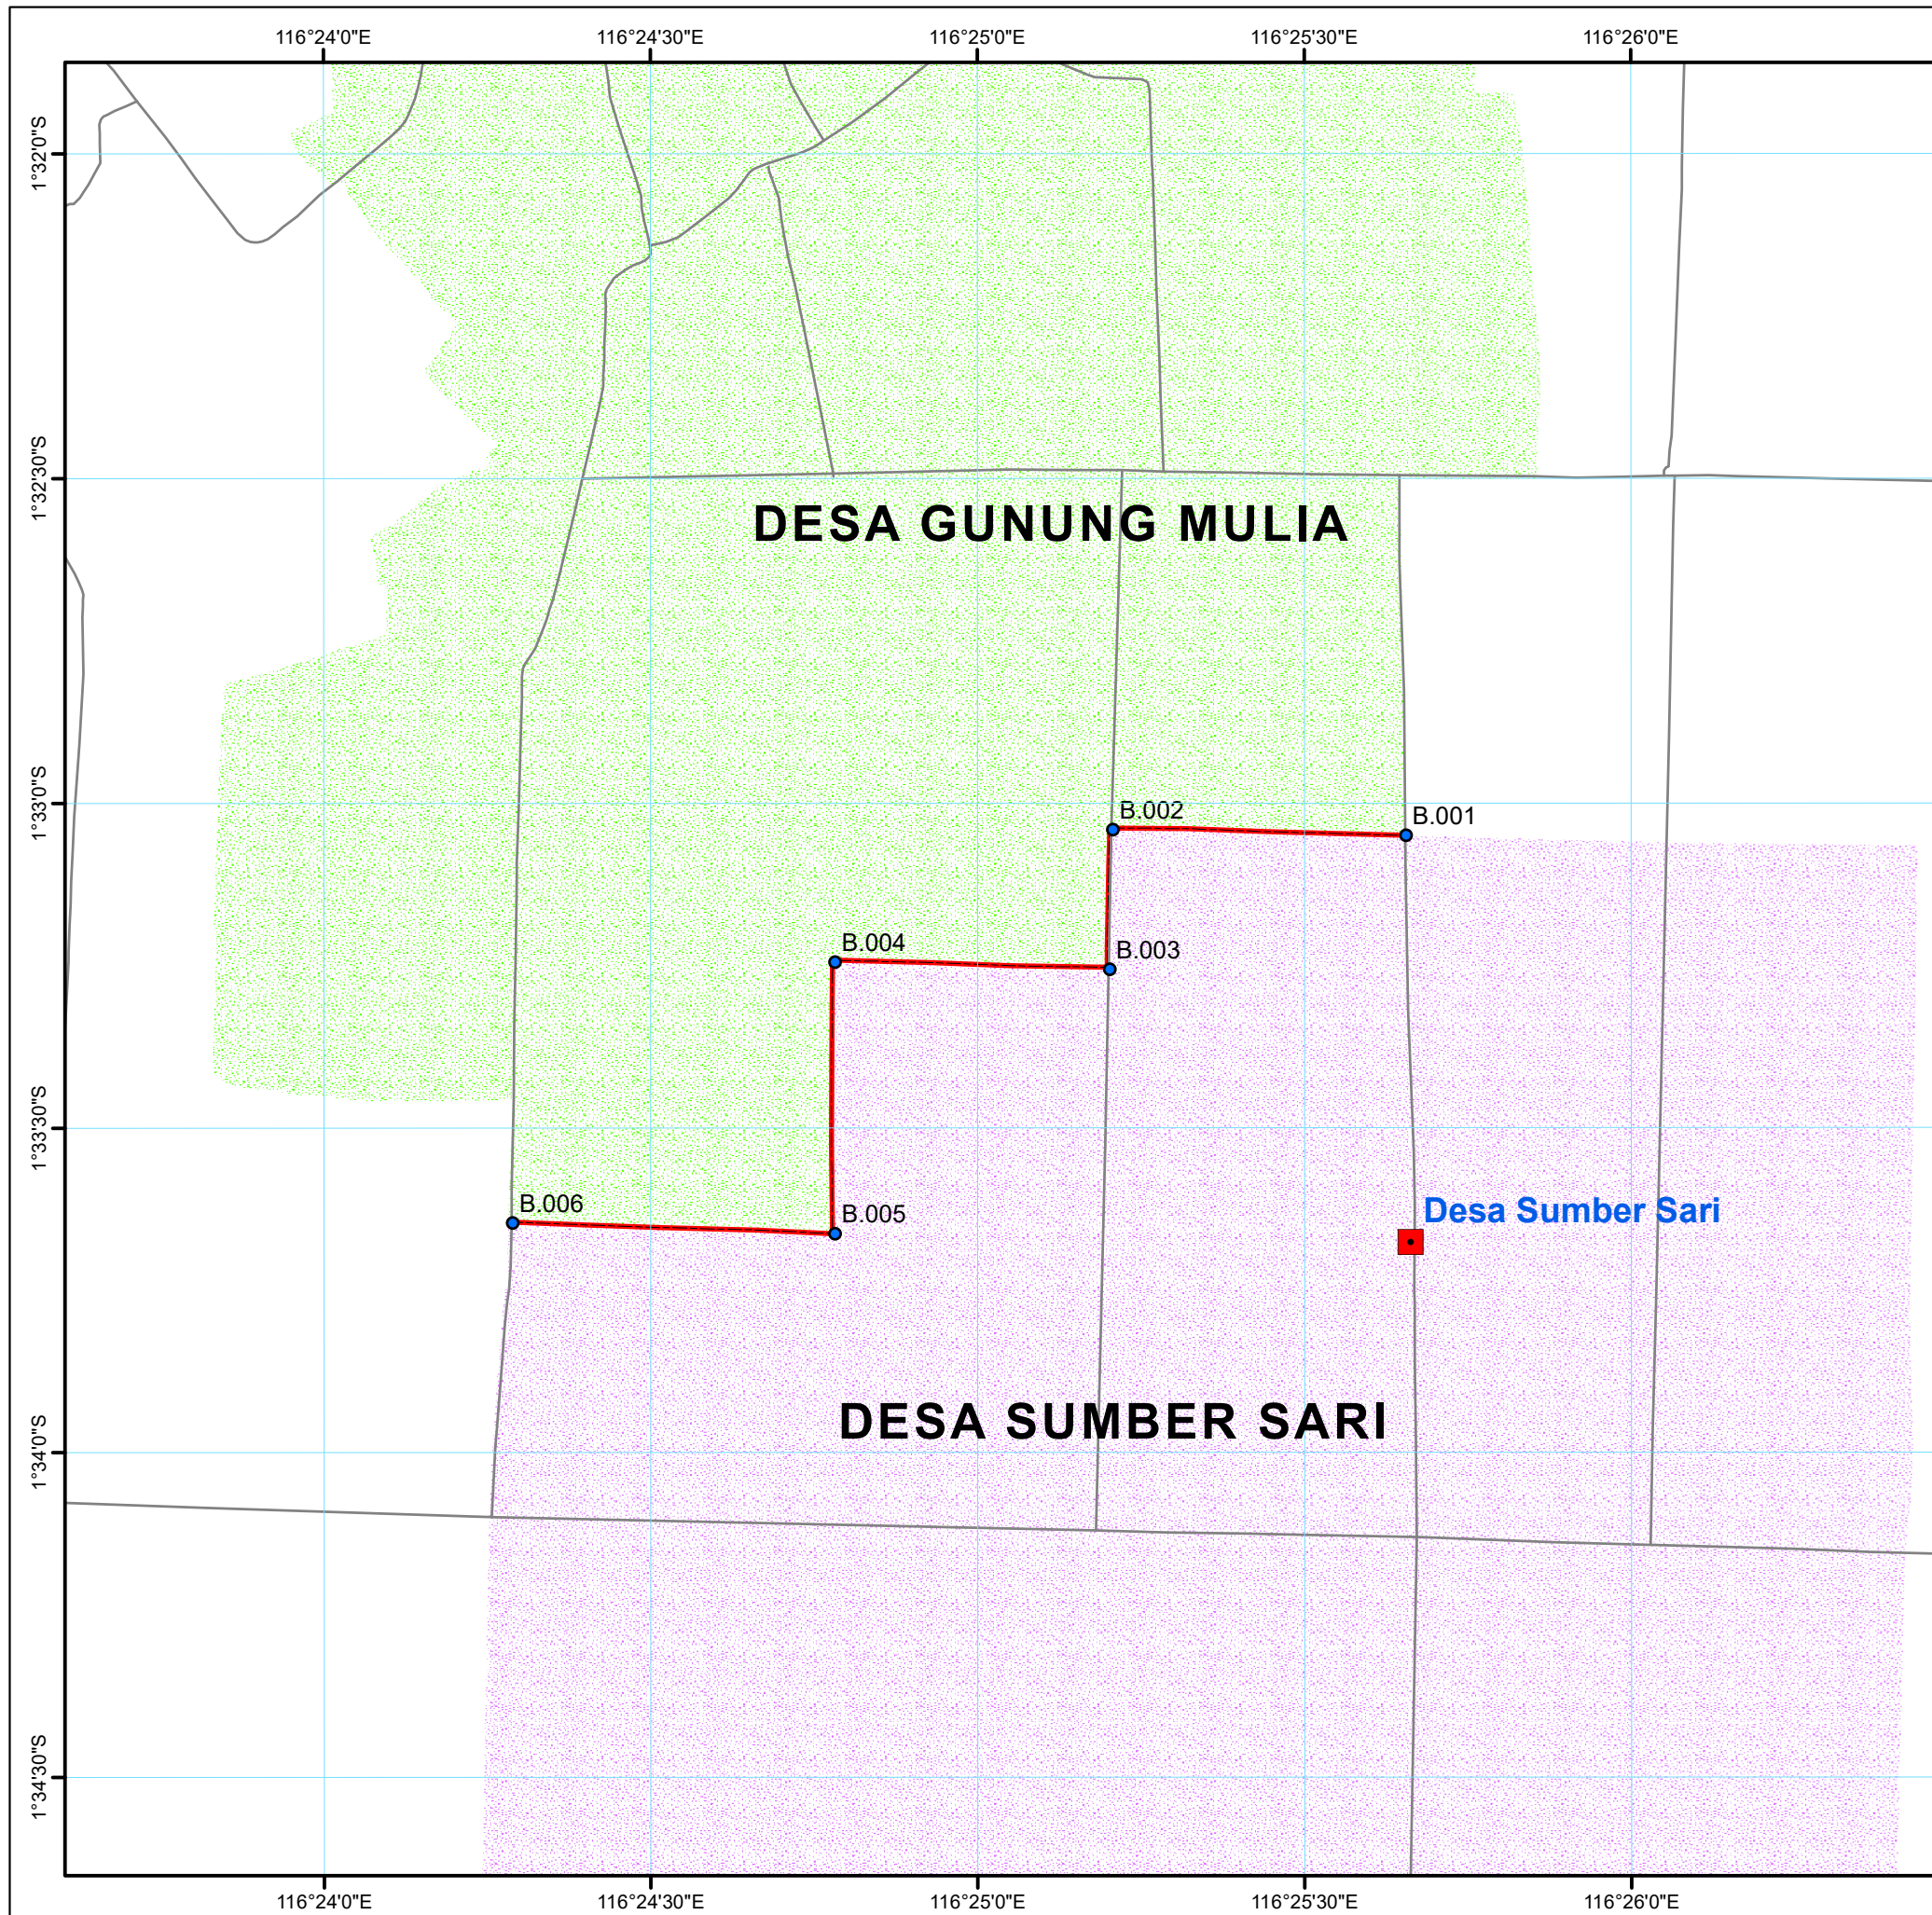 116°24'0"E 116°24'30"E 116°25'0"E 116°25'30"E 116°26'0"E
1°32'0"S
1°32'30"S
DESA GUNUNG MULIA
1°33'0"S
B.002
B.001
B.004
B.003
1°33'30"S
B.006
B.005
Desa Sumber Sari
DESA SUMBER SARI
1°34'0"S
1°34'30"S
116°24'0"E 116°24'30"E 116°25'0"E 116°25'30"E 116°26'0"E